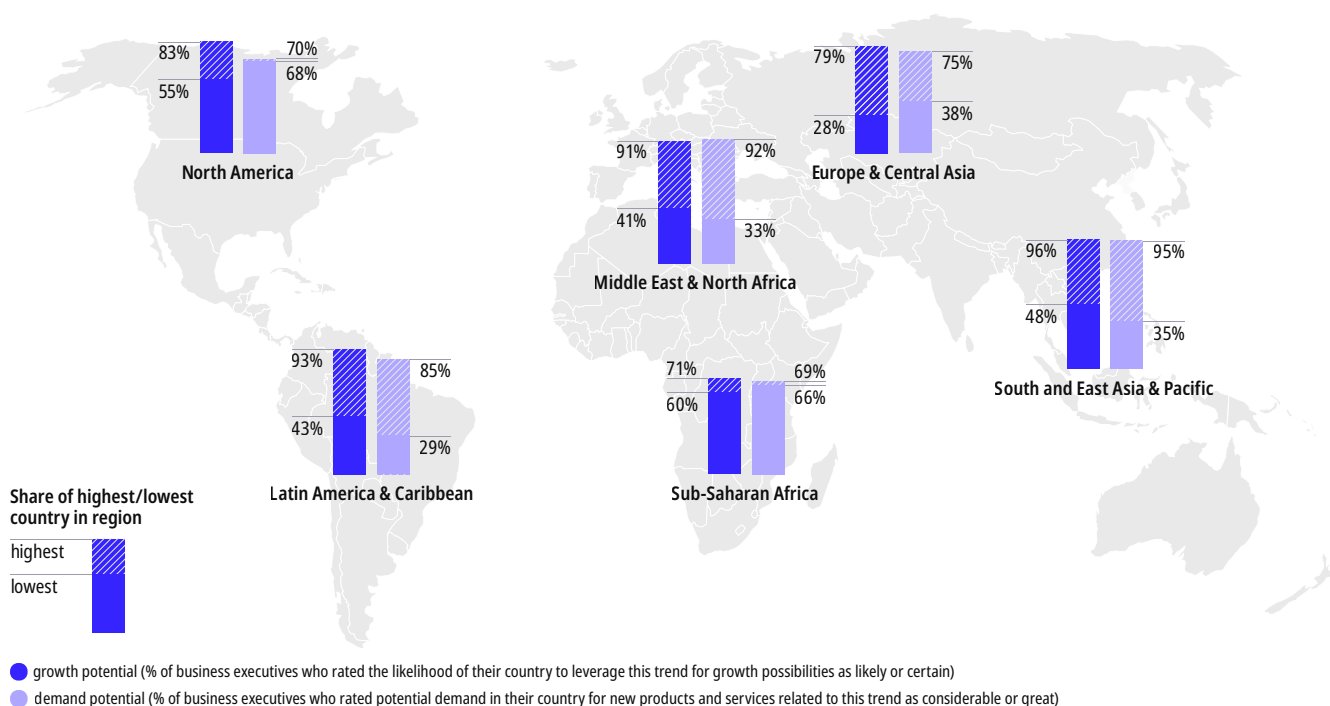 83%
55%
70%
68%
North America
79%
28%
75%
38%
Europe & Central Asia
91%
41%
92%
33%
Middle East & North Africa
96%
48%
95%
35%
South and East Asia & Pacific
93%
43%
85%
29%
Latin America & Caribbean
71%
60%
69%
66%
Sub-Saharan Africa
Share of highest/lowest
country in region
highest
lowest
growth potential (% of business executives who rated the likelihood of their country to leverage this trend for growth possibilities as likely or certain)
demand potential (% of business executives who rated potential demand in their country for new products and services related to this trend as considerable or great)